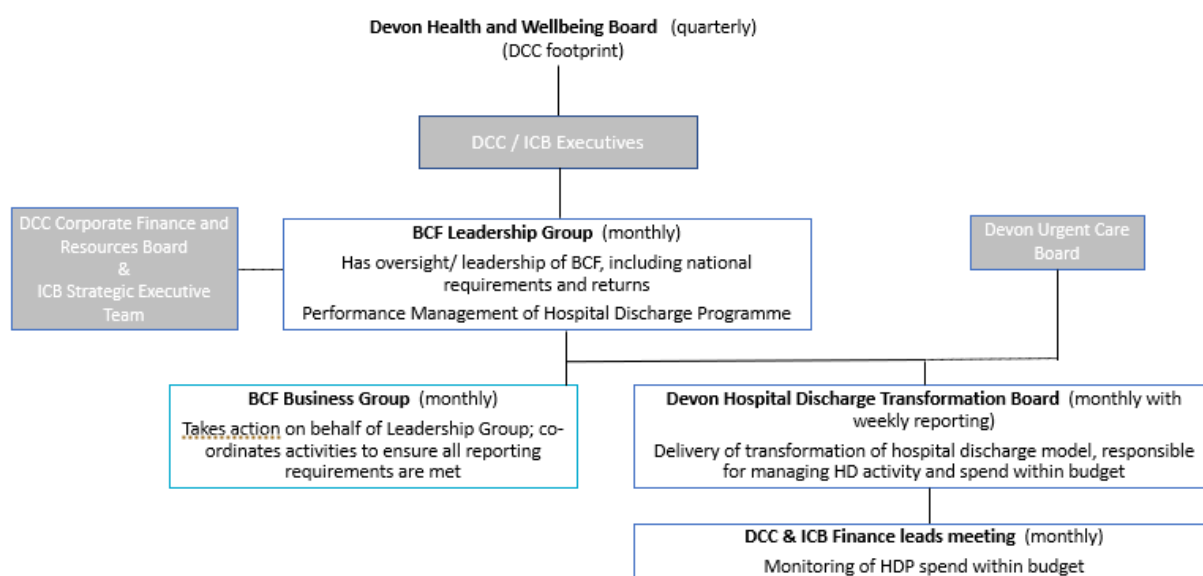 Devon Health and Wellbeing Board (quarterly)
(DCC footprint)
DCC / ICB Executives
DCC Corporate Finance and
Resources Board
&
ICB Strategic Executive
Team
BCF Leadership Group (monthly)
Has oversight/ leadership of BCF, including national
requirements and returns
Performance Management of Hospital Discharge Programme
Devon Urgent Care
Board
BCF Business Group (monthly)
Takes action on behalf of Leadership Group; co-
ordinates activities to ensure all reporting
requirements are met
Devon Hospital Discharge Transformation Board (monthly with
weekly reporting)
Delivery of transformation of hospital discharge model, responsible
for managing HD activity and spend within budget
DCC & ICB Finance leads meeting (monthly)
Monitoring of HDP spend within budget